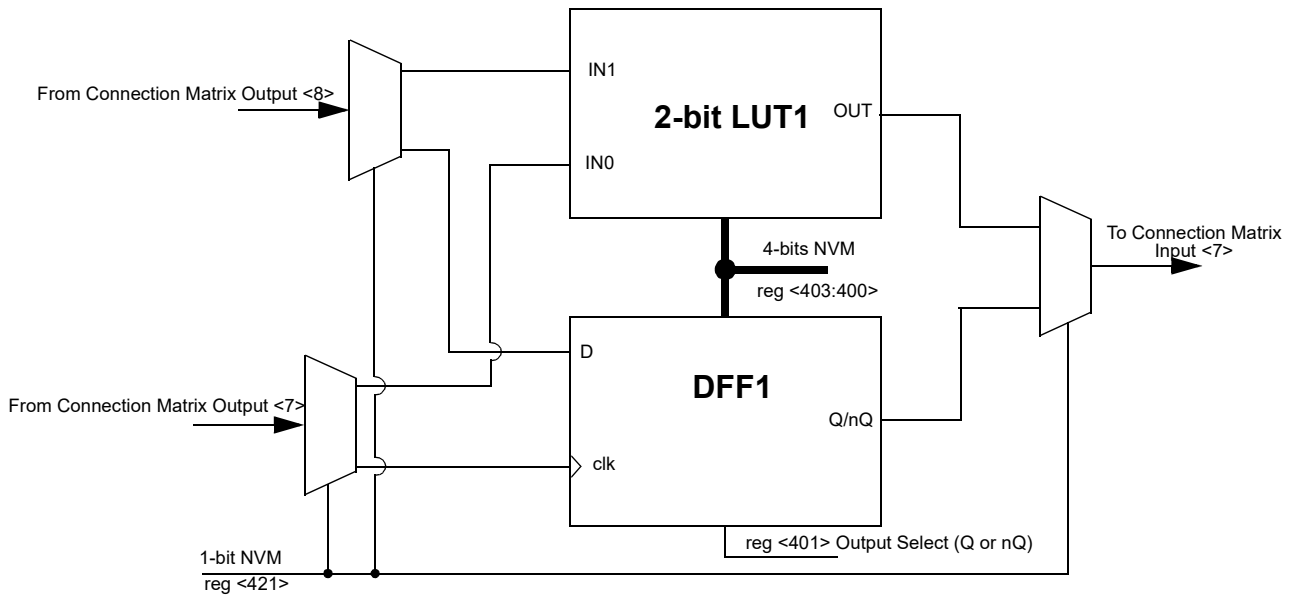 From Connection Matrix Output <8>
IN1
2-bit LUT1
OUT
IN0
4-bits NVM
reg <403:400>
To Connection Matrix
Input <7>
D
DFF1
From Connection Matrix Output <7>
Q/nQ
clk
reg <401> Output Select (Q or nQ)
1-bit NVM
reg <421>